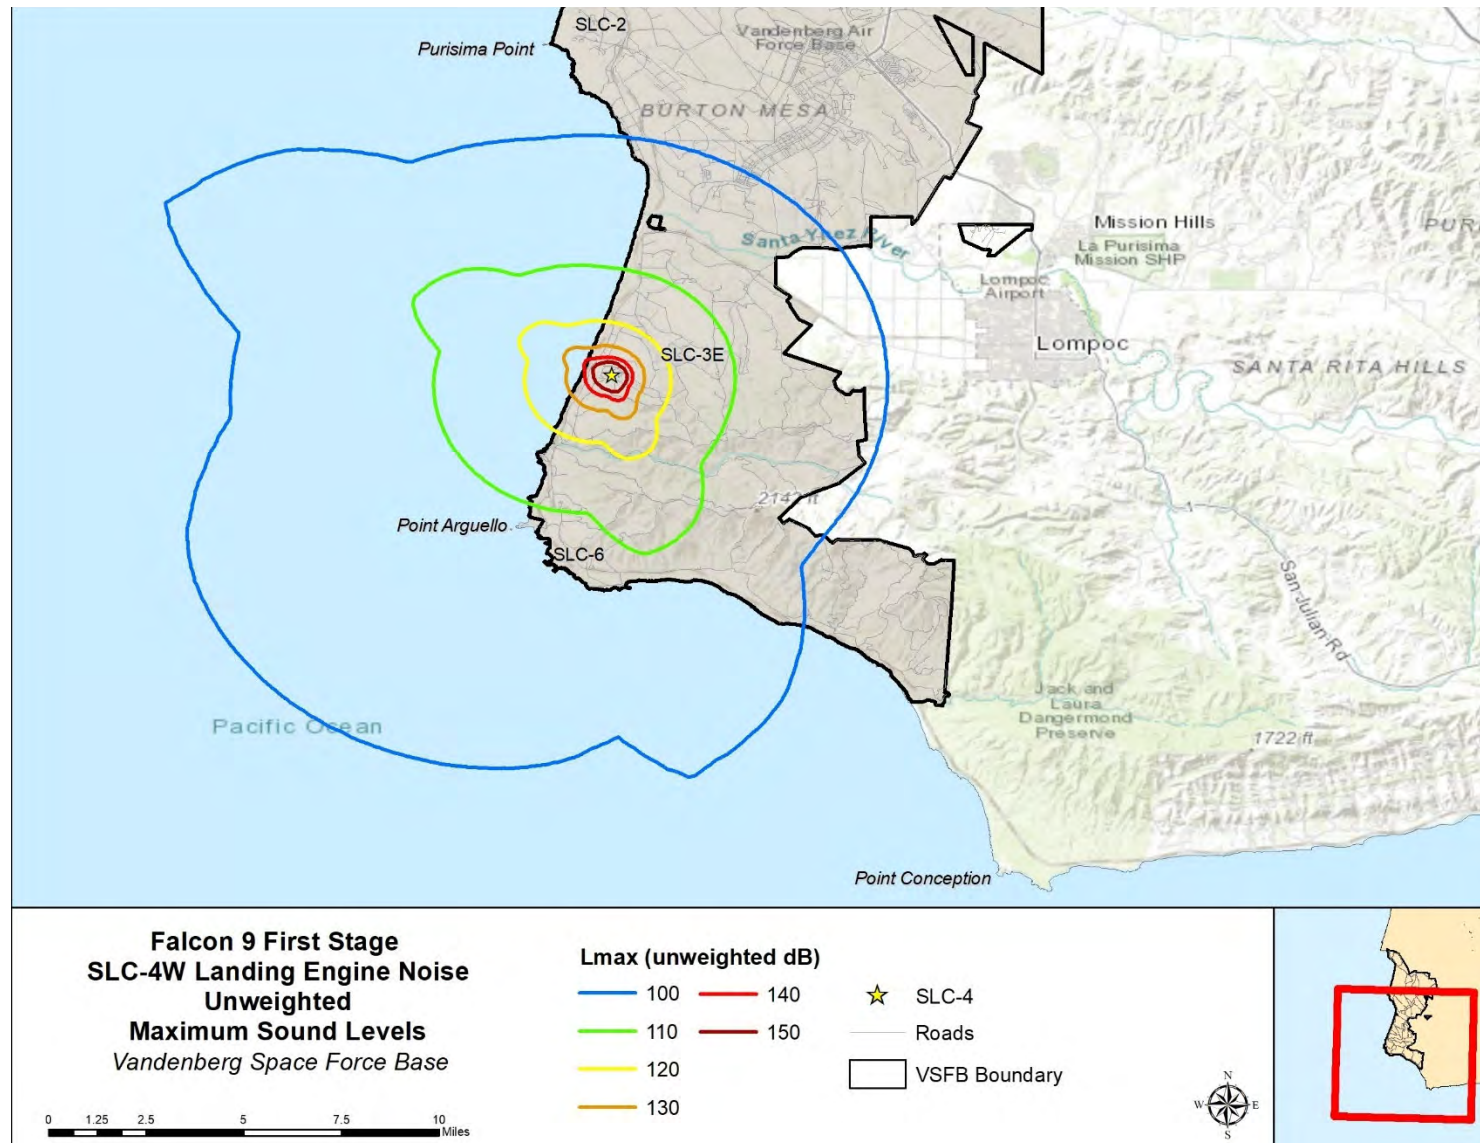 SLC-2
Purisima Point
Vandenberg Air
Force Base
BURTON MESA
Mission Hills
PURI
Santa Ynez River
La Purisima
Mission SHP
Lompoc
Airport
Lompoc
SLC-3E
SANTA RITA HILLS
2142 ft
1
Point Arguello
SLC-6
San Julian Rd
Jack and
Laura
Dangermond
Preserve
Pacific Ocean
1722 ft
Point Conception
Falcon 9 First Stage
SLC-4W Landing Engine Noise
Unweighted
Maximum Sound Levels
Vandenberg Space Force Base
0 1.25 2.5 5 7.5 10
Miles
Lmax (unweighted dB)
100
110
120
130
140
150
SLC-4
Roads
VSFB Boundary
N
W E
S